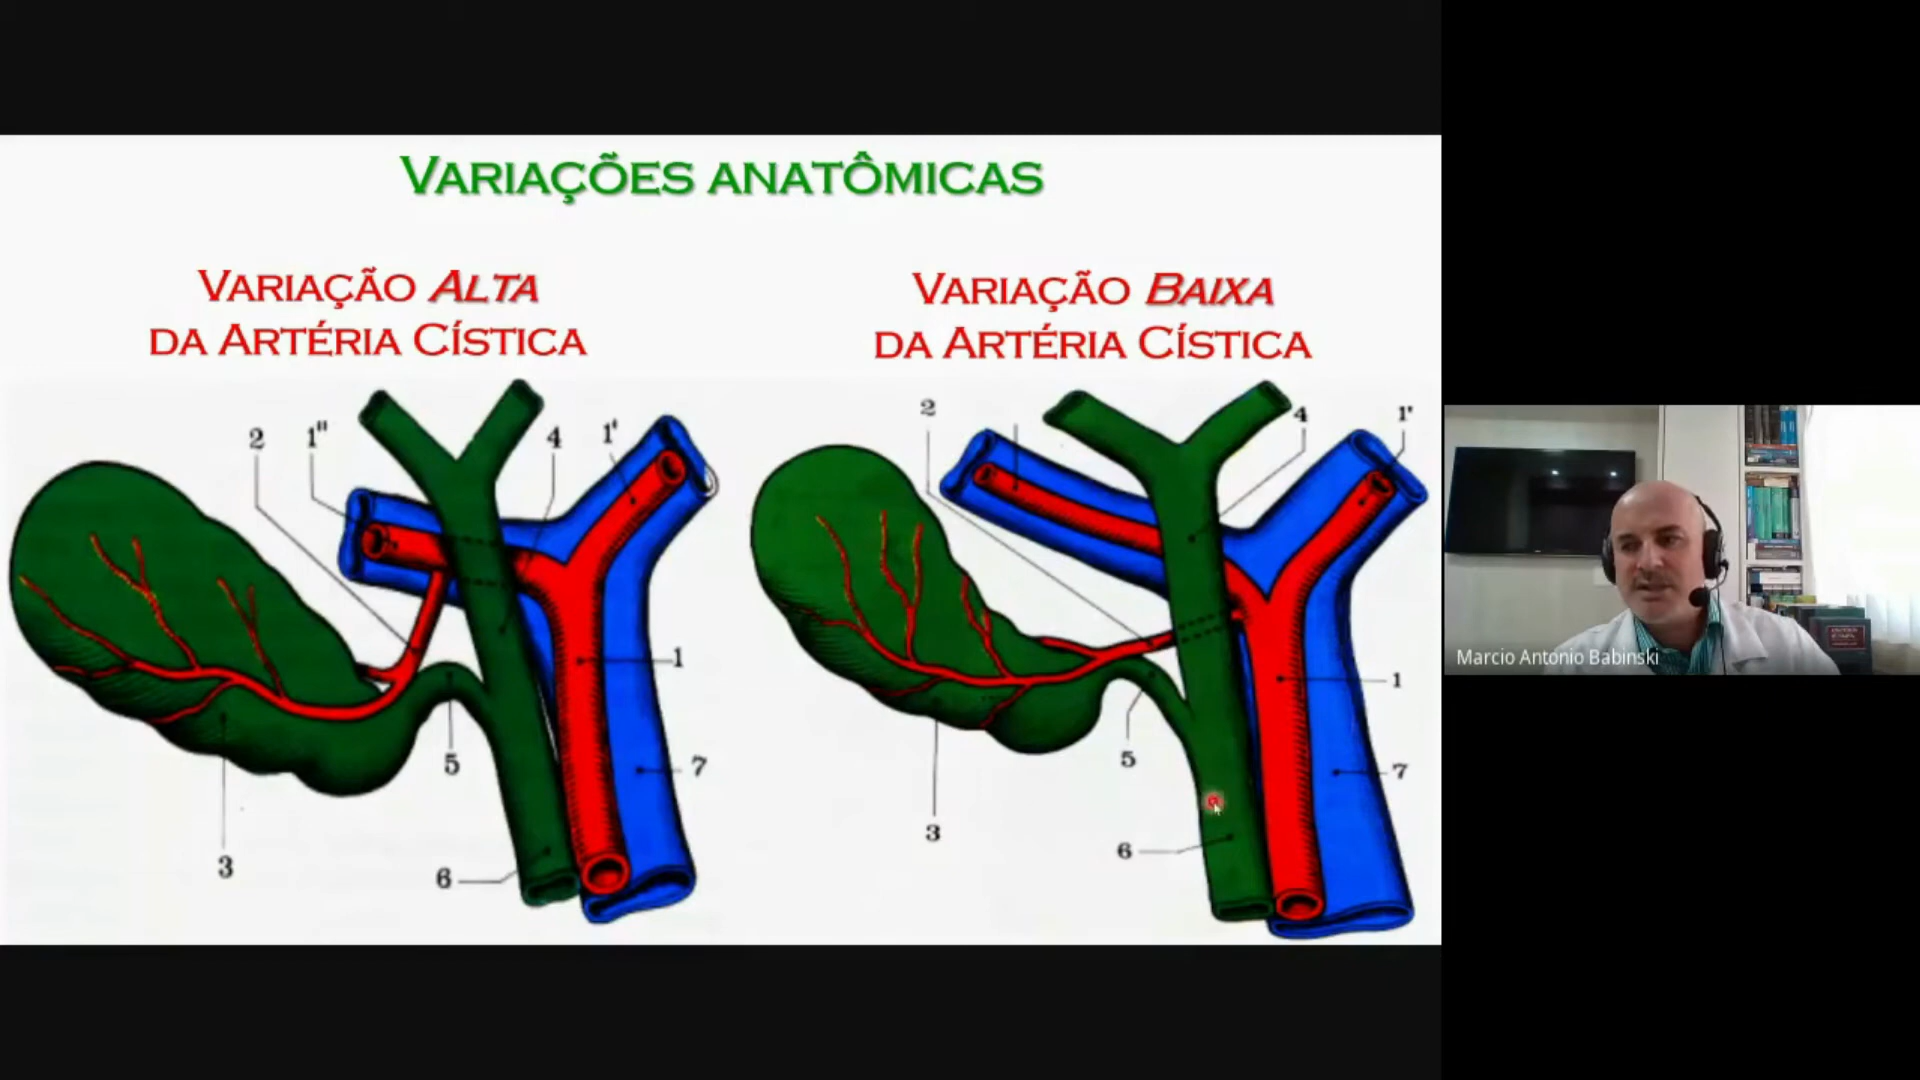 VARIAÇÕES ANATÔMICAS
VARIAÇÃO ALTA
DA ARTÉRIA CÍSTICA
2
1"
4
1'
1
5
7
3
6
VARIAÇÃO BAIXA
DA ARTÉRIA CÍSTICA
2
4
1'
1
5
7
3
6
Marcio Antonio Babinski